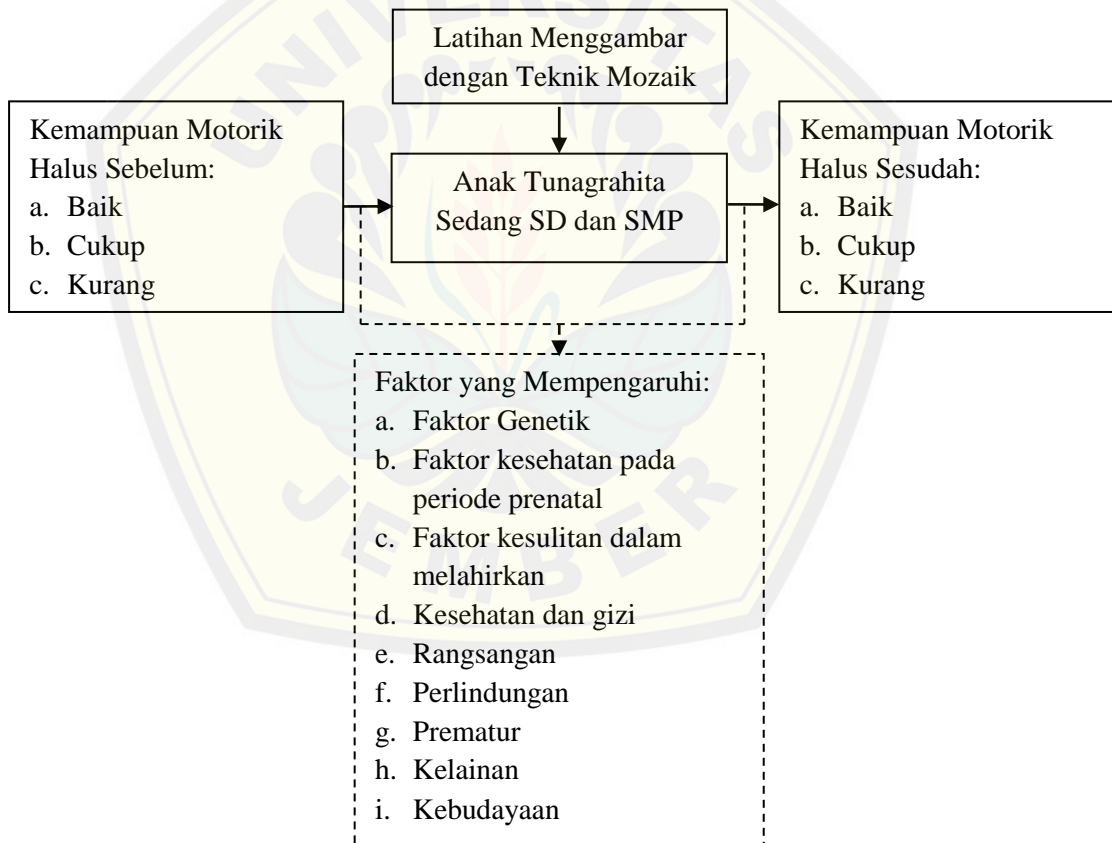 Latihan Menggambar
dengan Teknik Mozaik
Kemampuan Motorik
Halus Sebelum:
a. Baik
b. Cukup
c. Kurang
Anak Tunagrahita
Sedang SD dan SMP
Kemampuan Motorik
Halus Sesudah:
a. Baik
b. Cukup
c. Kurang
Faktor yang Mempengaruhi:
a. Faktor Genetik
b. Faktor kesehatan pada
periode prenatal
c. Faktor kesulitan dalam
melahirkan
d. Kesehatan dan gizi
e. Rangsangan
f. Perlindungan
g. Prematur
h. Kelainan
i. Kebudayaan
UNIVERSITAS
JEMBER